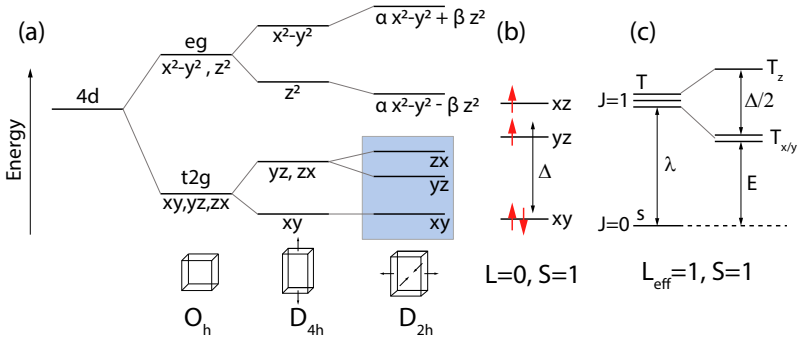 (a)
Energy
4d
eg
x²-y² , z²
t2g
xy,yz,zx
x²-y²
z²
yz, zx
xy
α x²-y² + β z²
α x²-y² - β z²
zx
yz
xy
O_h
D_4h
D_2h
(b)
xz
yz
Δ
xy
L=0, S=1
(c)
T
J=1
T_z
Δ/2
T_x/y
λ
E
J=0
s
L_eff=1, S=1